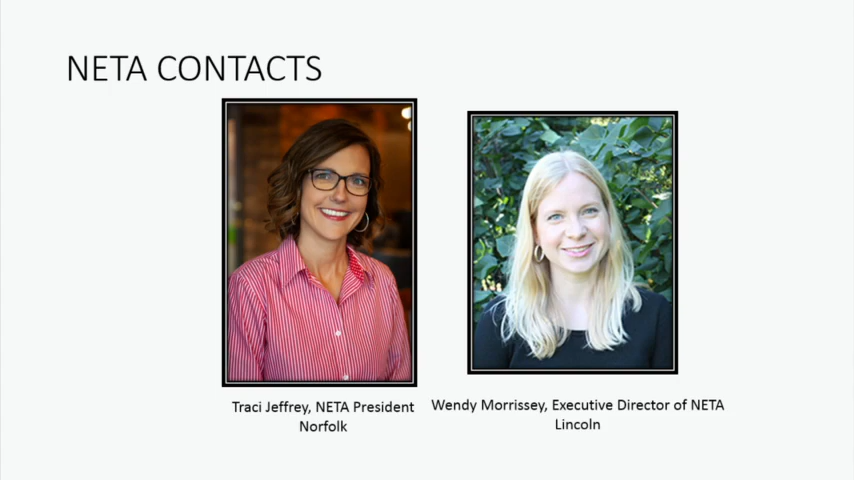 NETA CONTACTS
Traci Jeffrey, NETA President
Norfolk
Wendy Morrissey, Executive Director of NETA
Lincoln